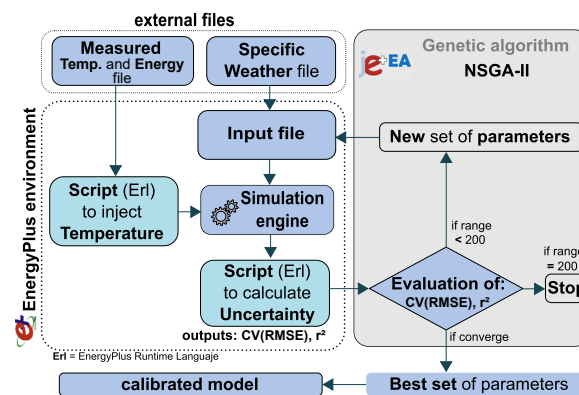 external files
Measured
Temp. and Energy
file
Specific
Weather file
Genetic algorithm
NSGA-II
je+EA
EnergyPlus environment
Input file
New set of parameters
Script (Erl)
to inject
Temperature
Simulation
engine
if range
< 200
if range
= 200
Script (Erl)
to calculate
Uncertainty
Evaluation of:
CV(RMSE), r²
Stop
outputs: CV(RMSE), r²
if converge
Erl = EnergyPlus Runtime Languaje
calibrated model
Best set of parameters